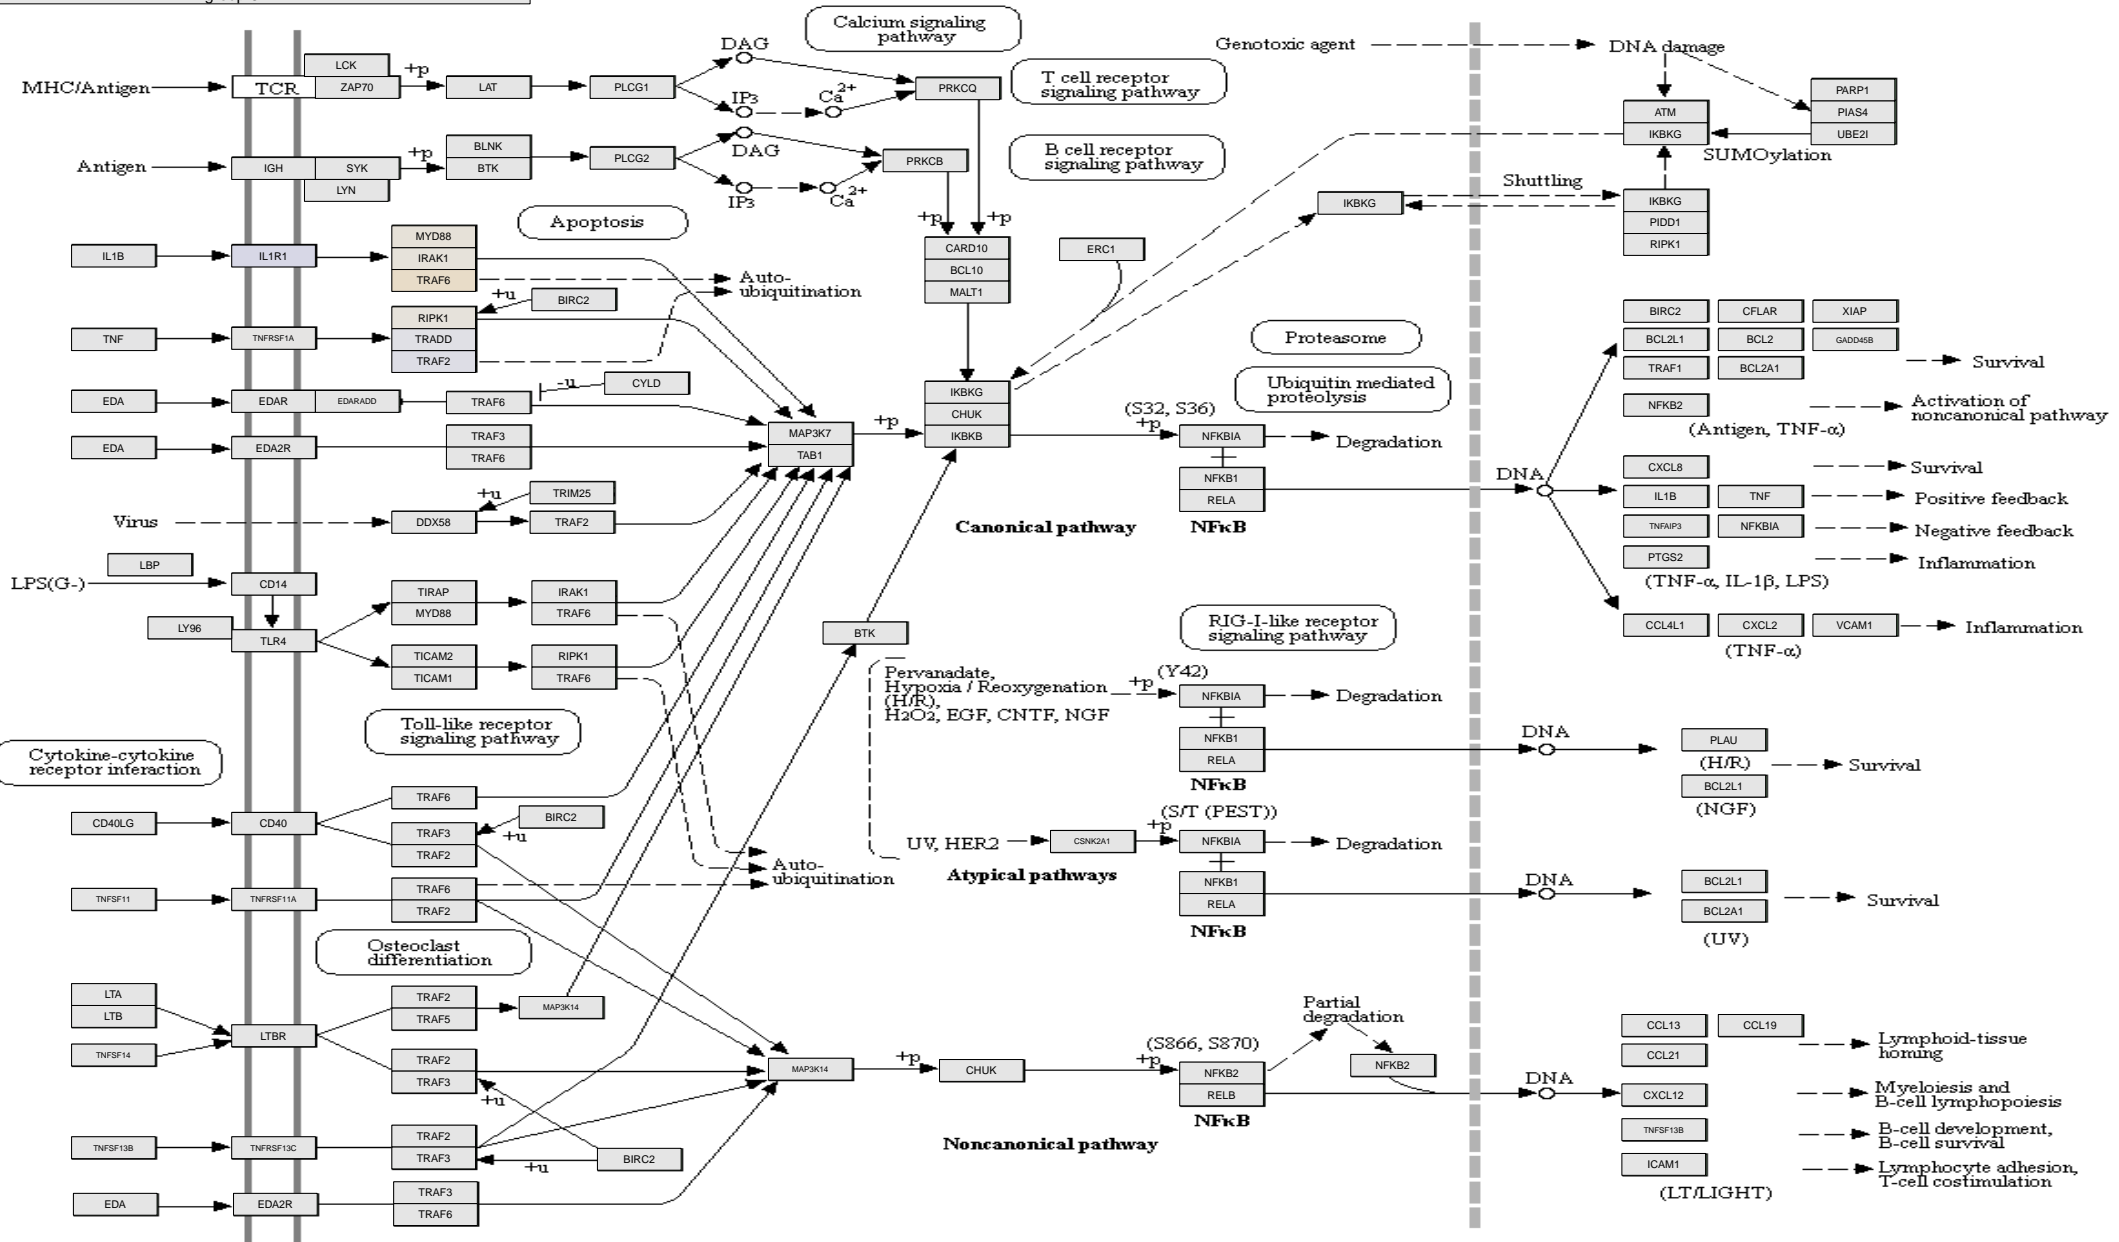 Calcium signaling
pathway
DAG
Genotoxic agent
DNA damage
LCK
+p
MHC/Antigen
TCR
ZAP70
LAT
PLCG1
PRKCQ
T cell receptor
signaling pathway
IP3
Ca2+
PARP1
ATM
PIAS4
IKBKG
UBE2I
SUMOylation
BLNK
DAG
B cell receptor
signaling pathway
Antigen
IGH
SYK
+p
BTK
PLCG2
PRKCB
LYN
IP3
Ca2+
Shuttling
IKBKG
IKBKG
PIDD1
RIPK1
+p
+p
Apoptosis
MYD88
IL1B
IL1R1
IRAK1
TRAF6
Auto-
ubiquitination
CARD10
BCL10
MALT1
ERC1
+u
BIRC2
RIPK1
TNF
TNFRSF1A
TRADD
TRAF2
BIRC2
CFLAR
XIAP
BCL2L1
BCL2
GADD45B
Survival
TRAF1
BCL2A1
Proteasome
Ubiquitin mediated
proteolysis
-u
CYLD
EDA
EDAR
EDARADD
TRAF6
IKBKG
CHUK
IKBKB
NFKB2
Activation of
noncanonical pathway
(Antigen, TNF-α)
(S32, S36)
+p
+p
NFKBIA
Degradation
EDA
EDA2R
TRAF3
TRAF6
MAP3K7
TAB1
NFKB1
RELA
DNA
CXCL8
Survival
IL1B
TNF
Positive feedback
TNFAIP3
NFKBIA
Negative feedback
PTGS2
Inflammation
(TNF-α, IL-1β, LPS)
+u
TRIM25
Virus
DDX58
TRAF2
Canonical pathway
NFκB
LBP
LPS(G-)
CD14
TIRAP
MYD88
IRAK1
TRAF6
LY96
TLR4
BTK
RIG-I-like receptor
signaling pathway
CCL4L1
CXCL2
VCAM1
Inflammation
(TNF-α)
TICAM2
TICAM1
RIPK1
TRAF6
Pervanadate,
Hypoxia / Reoxygenation
(H/R),
H2O2, EGF, CNTF, NGF
+p
(Y42)
NFKBIA
Degradation
Toll-like receptor
signaling pathway
Cytokine-cytokine
receptor interaction
NFKB1
RELA
NFκB
DNA
PLAU
(H/R)
Survival
BCL2L1
(NGF)
TRAF6
CD40LG
CD40
TRAF3
TRAF2
BIRC2
+u
(S/T (PEST))
+p
UV, HER2
CSNK2A1
NFKBIA
Degradation
Auto-
ubiquitination
Atypical pathways
TNFSF11
TNFRSF11A
TRAF6
TRAF2
NFKB1
RELA
NFκB
DNA
BCL2L1
Survival
BCL2A1
(UV)
Osteoclast
differentiation
LTA
LTB
TNFSF14
LTBR
TRAF2
TRAF5
MAP3K14
TRAF2
TRAF3
+u
MAP3K14
+p
CHUK
(S866, S870)
+p
NFKB2
RELB
NFκB
Partial
degradation
NFKB2
DNA
CCL13
CCL19
CCL21
Lymphoid-tissue
homing
CXCL12
Myeloiesis and
B-cell lymphopoiesis
TNFSF13B
B-cell development,
B-cell survival
ICAM1
Lymphocyte adhesion,
T-cell costimulation
(LT/LIGHT)
TNFSF13B
TNFRSF13C
TRAF2
TRAF3
+u
BIRC2
Noncanonical pathway
EDA
EDA2R
TRAF3
TRAF6